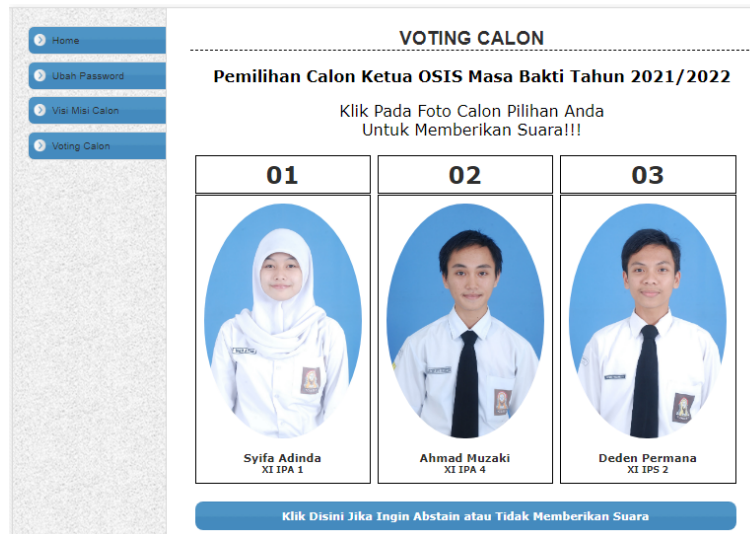 Home
Ubah Password
Visi Misi Calon
Voting Calon
VOTING CALON
Pemilihan Calon Ketua OSIS Masa Bakti Tahun 2021/2022
Klik Pada Foto Calon Pilihan Anda
Untuk Memberikan Suara!!!
01
02
03
Syifa Adinda
XI IPA 1
Ahmad Muzaki
XI IPA 4
Deden Permana
XI IPS 2
Klik Disini Jika Ingin Abstain atau Tidak Memberikan Suara